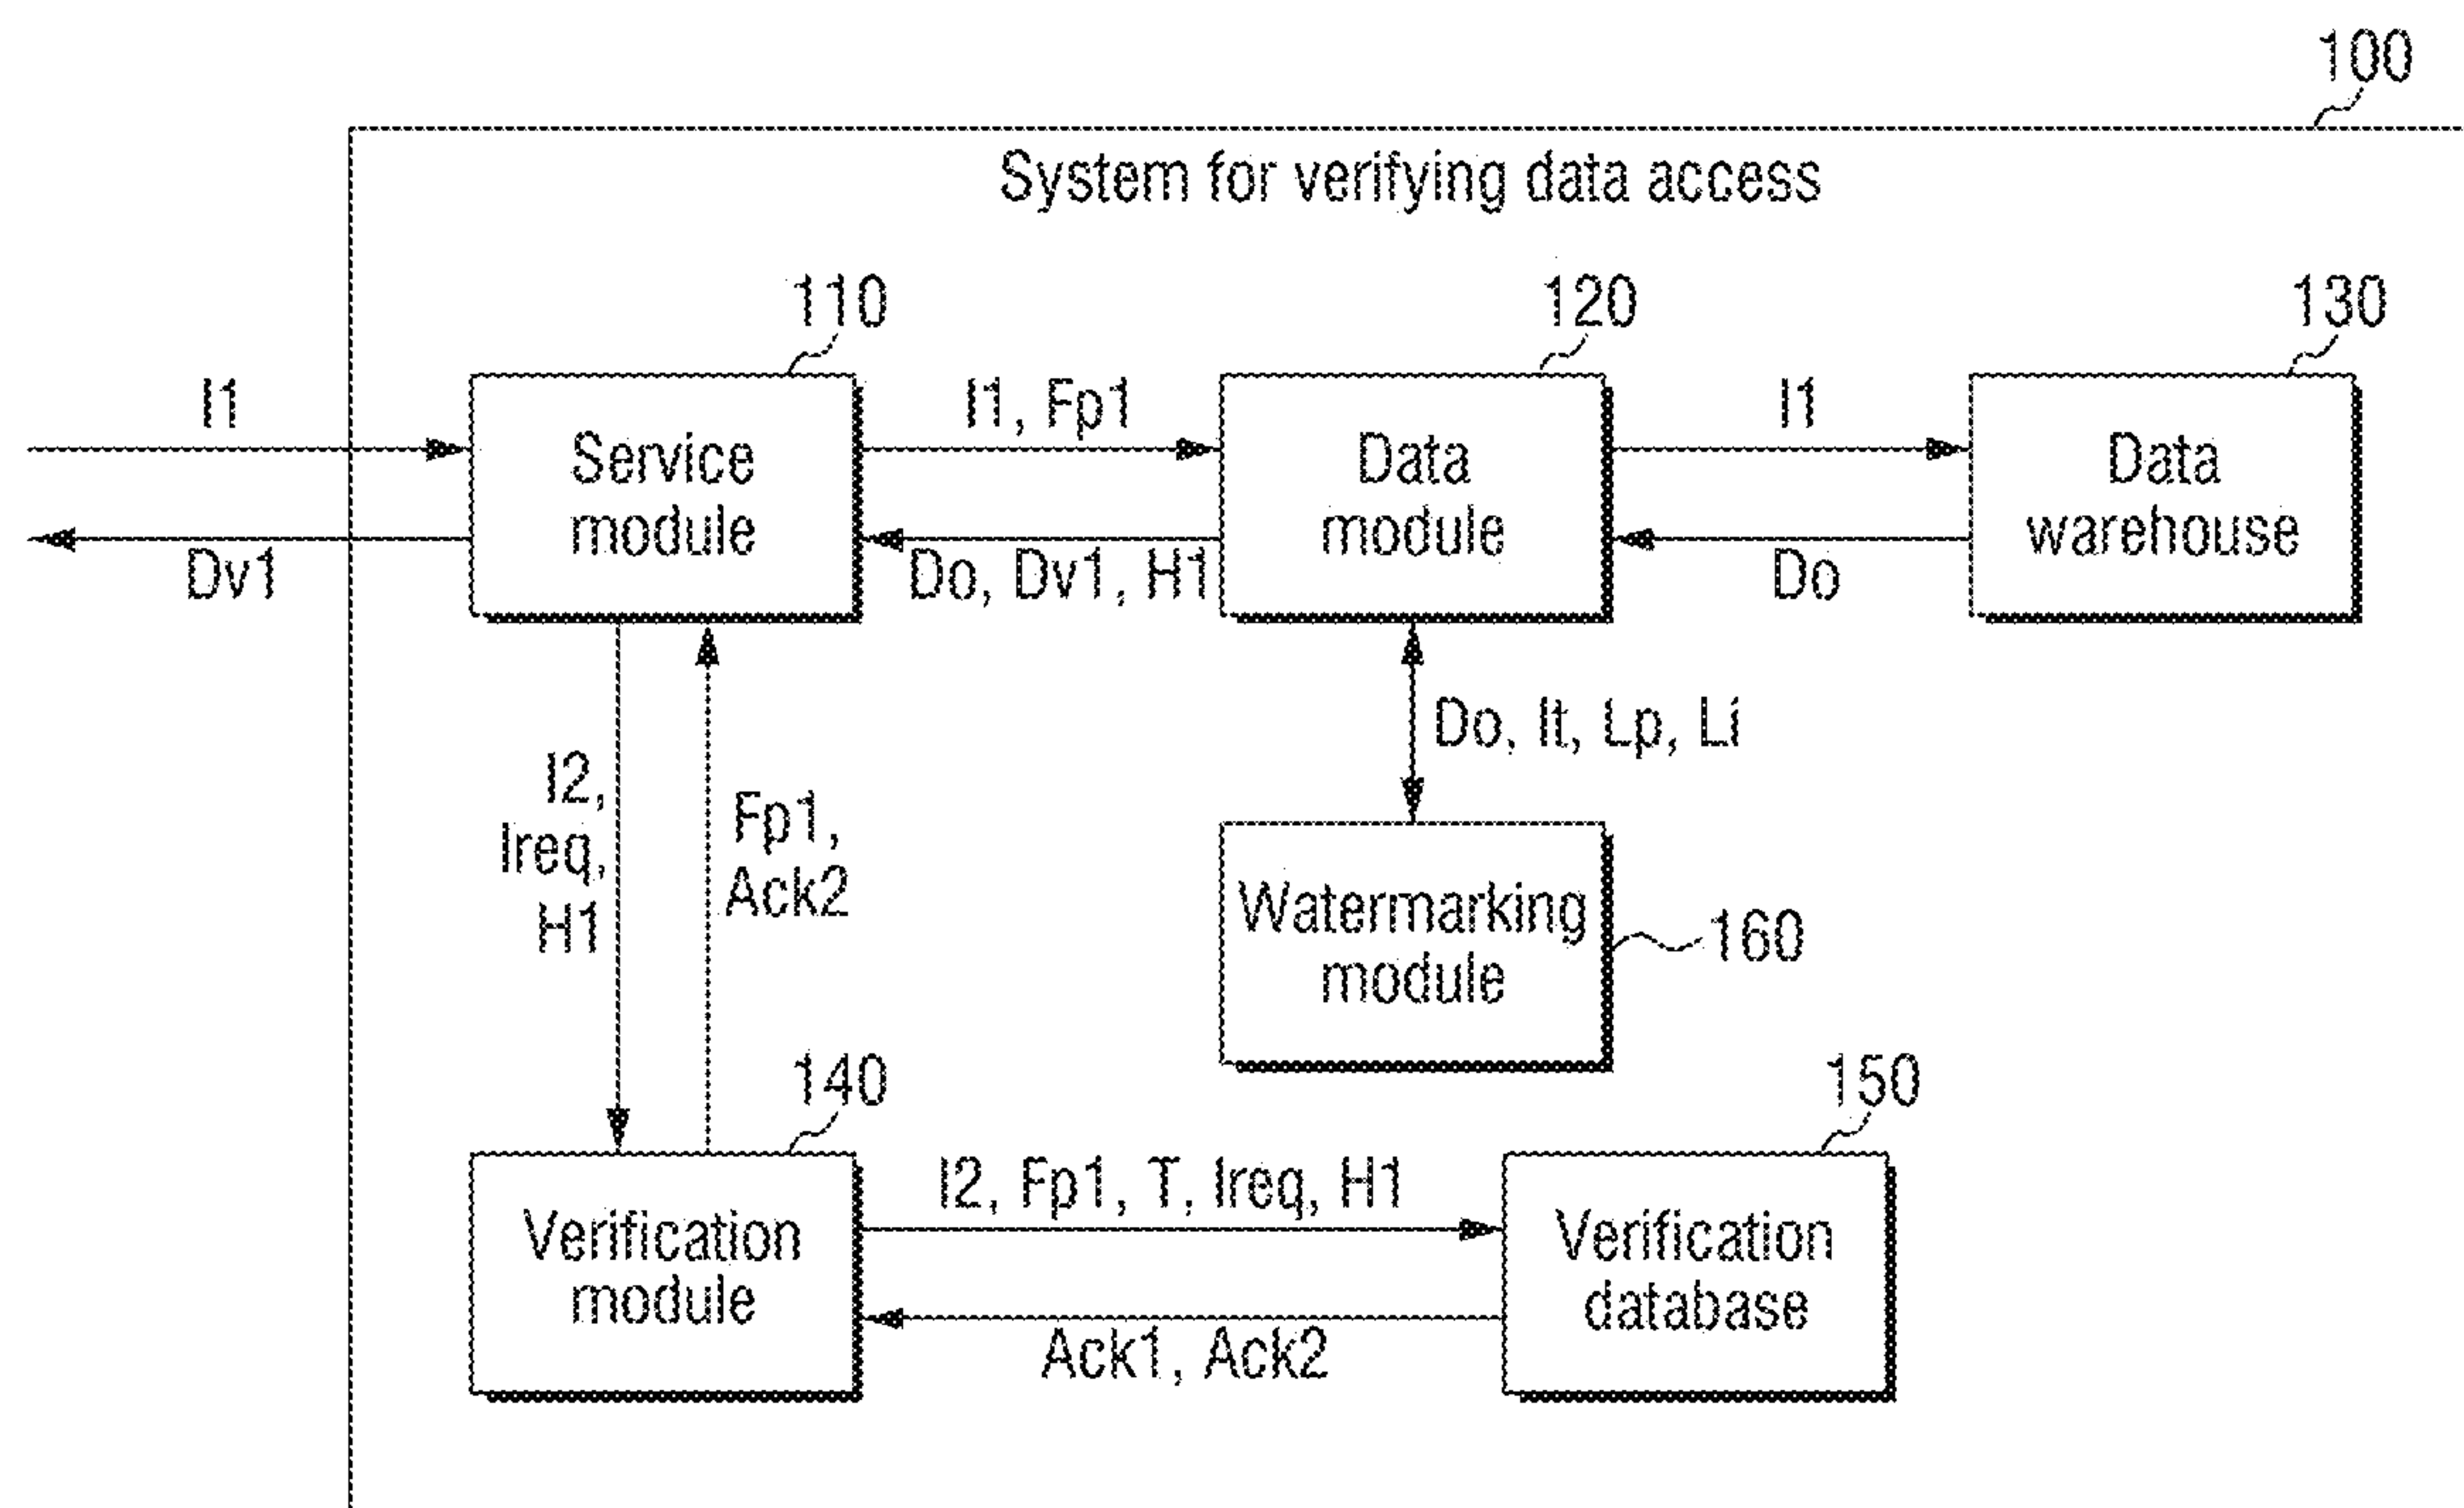 100
System for verifying data access
110
120
130
I1
I1, Fp1
I1
Service
module
Data
module
Data
warehouse
Dv1
Do, Dv1, H1
Do
Do, It, Lp, Li
I2,
Ireq,
H1
Fp1,
Ack2
Watermarking
module
160
140
150
I2, Fp1, T, Ireq, H1
Verification
module
Verification
database
Ack1, Ack2